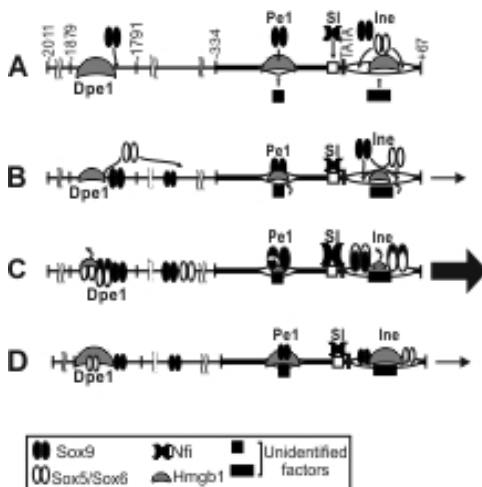 -2011
-1879
-1791
-334
Pe1
SI
TATA
Ine
+67
A
Dpe1
Pe1
SI
Ine
B
Dpe1
Pe1
SI
Ine
C
Dpe1
Pe1
SI
Ine
D
Dpe1
Sox9
Nfi
Unidentified
factors
Sox5/Sox6
Hmgb1